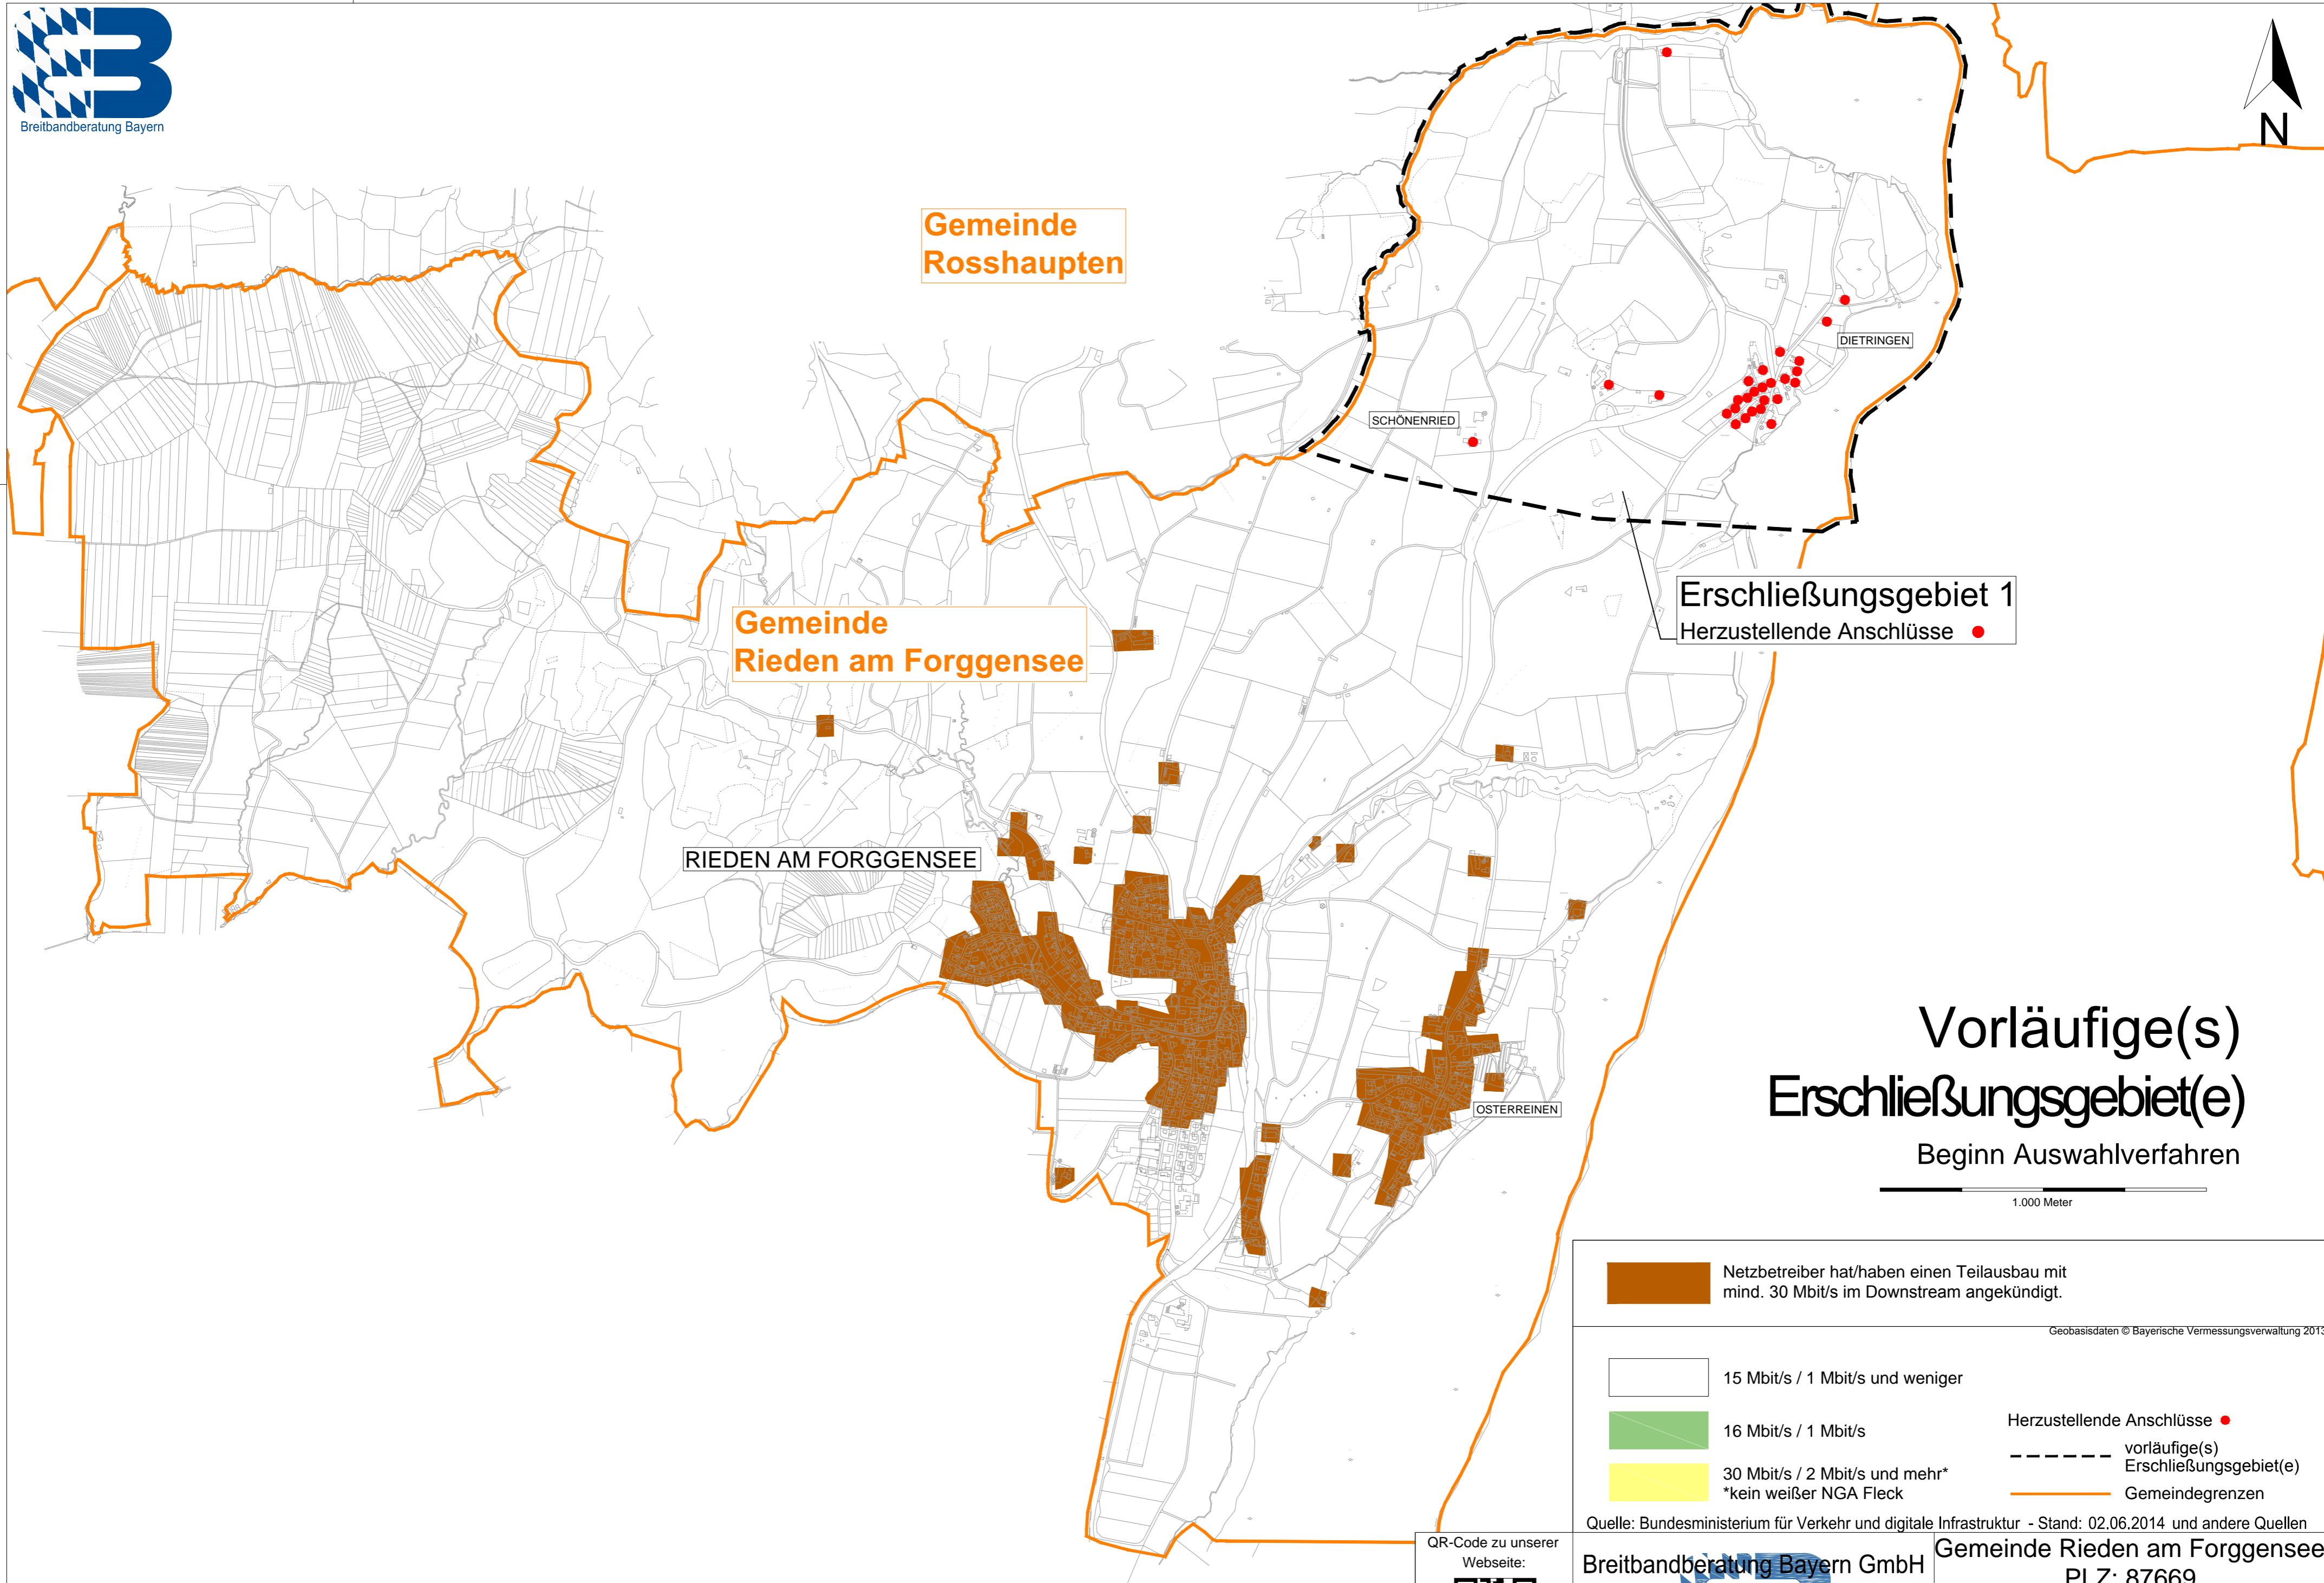 Breitbandberatung Bayern
N
Gemeinde
Rosshaupten
DIETRINGEN
SCHÖNENRIED
Erschließungsgebiet 1
Herzustellende Anschlüsse
Gemeinde
Rieden am Forggensee
RIEDEN AM FORGGENSEE
OSTERREINEN
Vorläufige(s)
Erschließungsgebiet(e)
Beginn Auswahlverfahren
1.000 Meter
Netzbetreiber hat/haben einen Teilausbau mit
mind. 30 Mbit/s im Downstream angekündigt.
Geobasisdaten © Bayerische Vermessungsverwaltung 2013
15 Mbit/s / 1 Mbit/s und weniger
16 Mbit/s / 1 Mbit/s
30 Mbit/s / 2 Mbit/s und mehr*
*kein weißer NGA Fleck
Herzustellende Anschlüsse
vorläufige(s)
Erschließungsgebiet(e)
Gemeindegrenzen
Quelle: Bundesministerium für Verkehr und digitale Infrastruktur - Stand: 02.06.2014 und andere Quellen
QR-Code zu unserer
Webseite:
Breitbandberatung Bayern GmbH
Gemeinde Rieden am Forggensee
PLZ: 87669